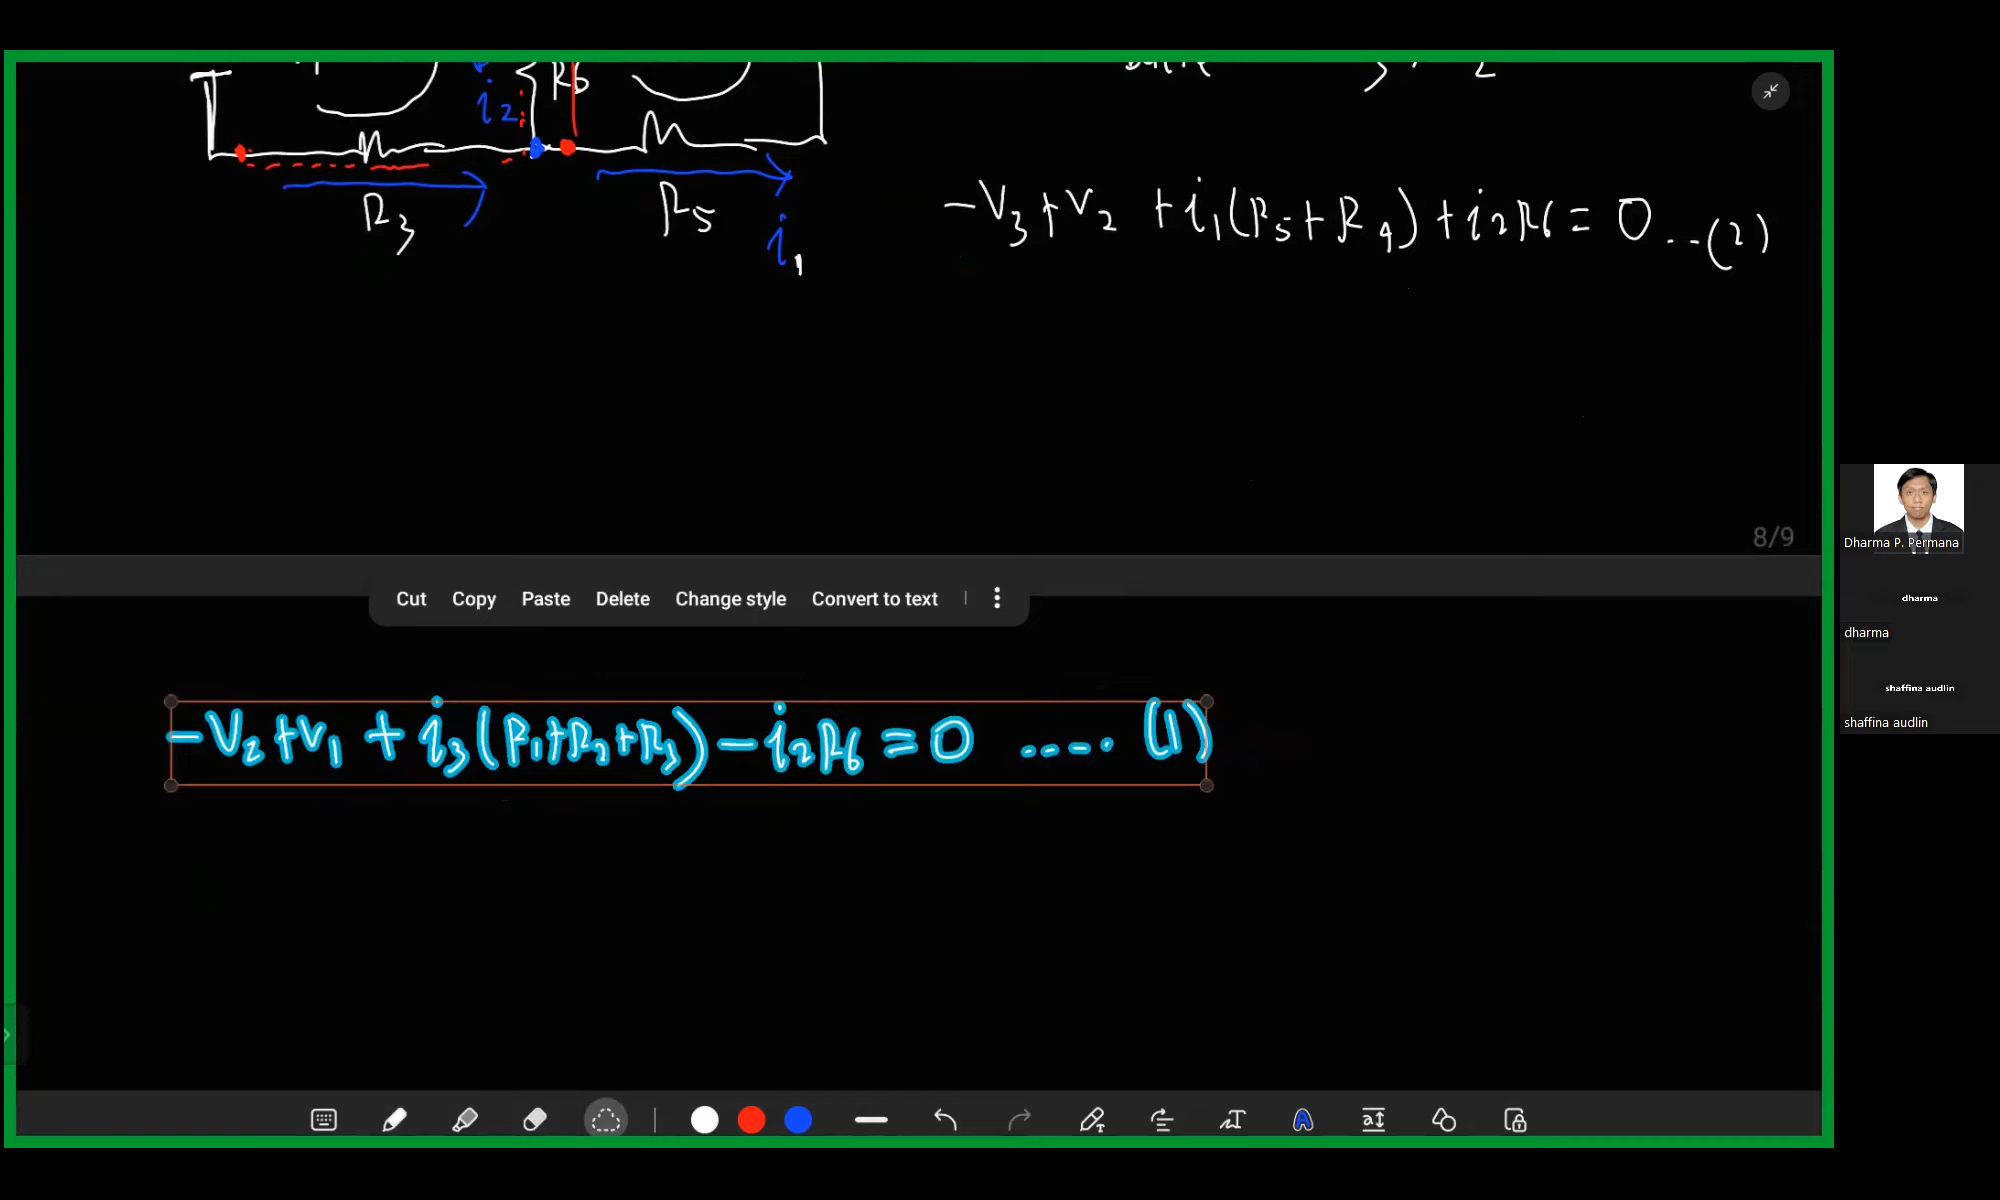 R6
i2
R3
R5
i1
-V3+V2 +i1(R5+R4)+i2R6=0..-(2)
8/9
Cut Copy Paste Delete Change style Convert to text
-V2+V1+i3(R1+R2+R3)-i2R6=0 ..... (1)
Dharma P. Permana
dharma
dharma
shaffina audlin
shaffina audlin